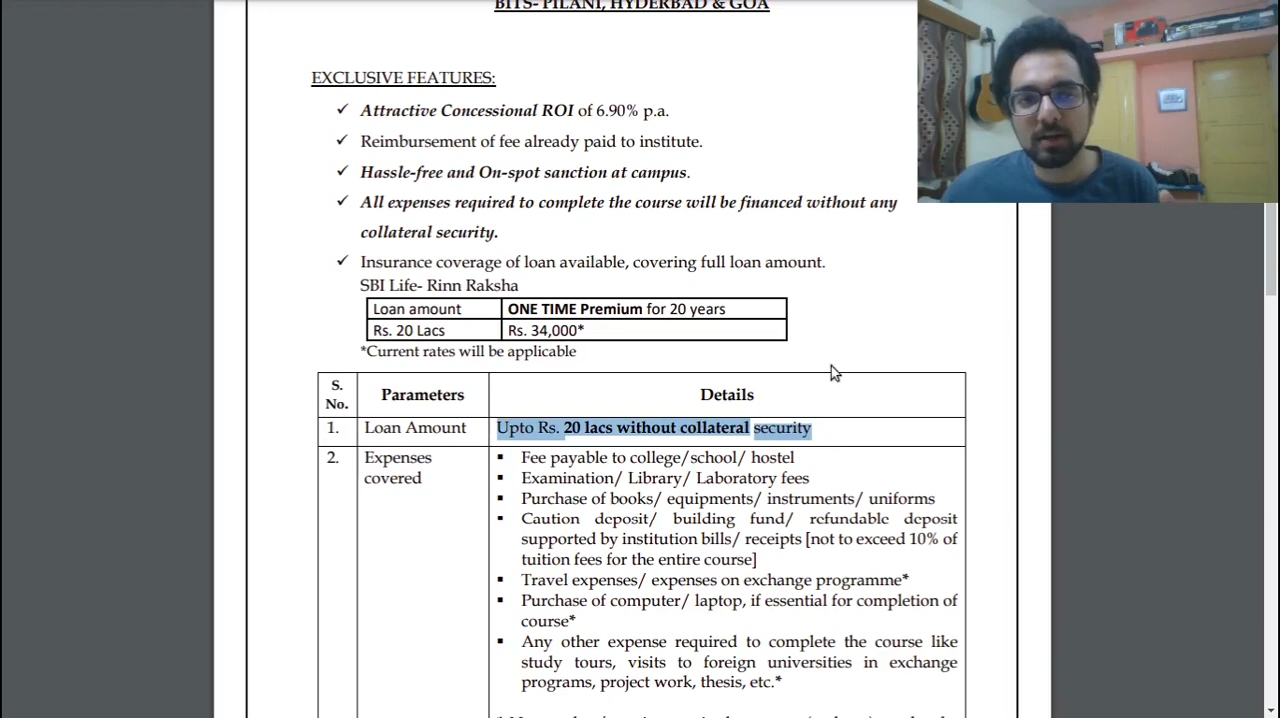 BITS- PILANI, HYDERBAD & GOA
EXCLUSIVE FEATURES:
✓ Attractive Concessional ROI of 6.90% p.a.
✓ Reimbursement of fee already paid to institute.
✓ Hassle-free and On-spot sanction at campus.
✓ All expenses required to complete the course will be financed without any
collateral security.
✓ Insurance coverage of loan available, covering full loan amount.
SBI Life- Rinn Raksha
Loan amount ONE TIME Premium for 20 years
Rs. 20 Lacs Rs. 34,000*
*Current rates will be applicable
S. No. Parameters Details
1. Loan Amount Upto Rs. 20 lacs without collateral security
2. Expenses covered
▪ Fee payable to college/school/ hostel
▪ Examination/ Library/ Laboratory fees
▪ Purchase of books/ equipments/ instruments/ uniforms
▪ Caution deposit/ building fund/ refundable deposit
supported by institution bills/ receipts [not to exceed 10% of
tuition fees for the entire course]
▪ Travel expenses/ expenses on exchange programme*
▪ Purchase of computer/ laptop, if essential for completion of
course*
▪ Any other expense required to complete the course like
study tours, visits to foreign universities in exchange
programs, project work, thesis, etc.*